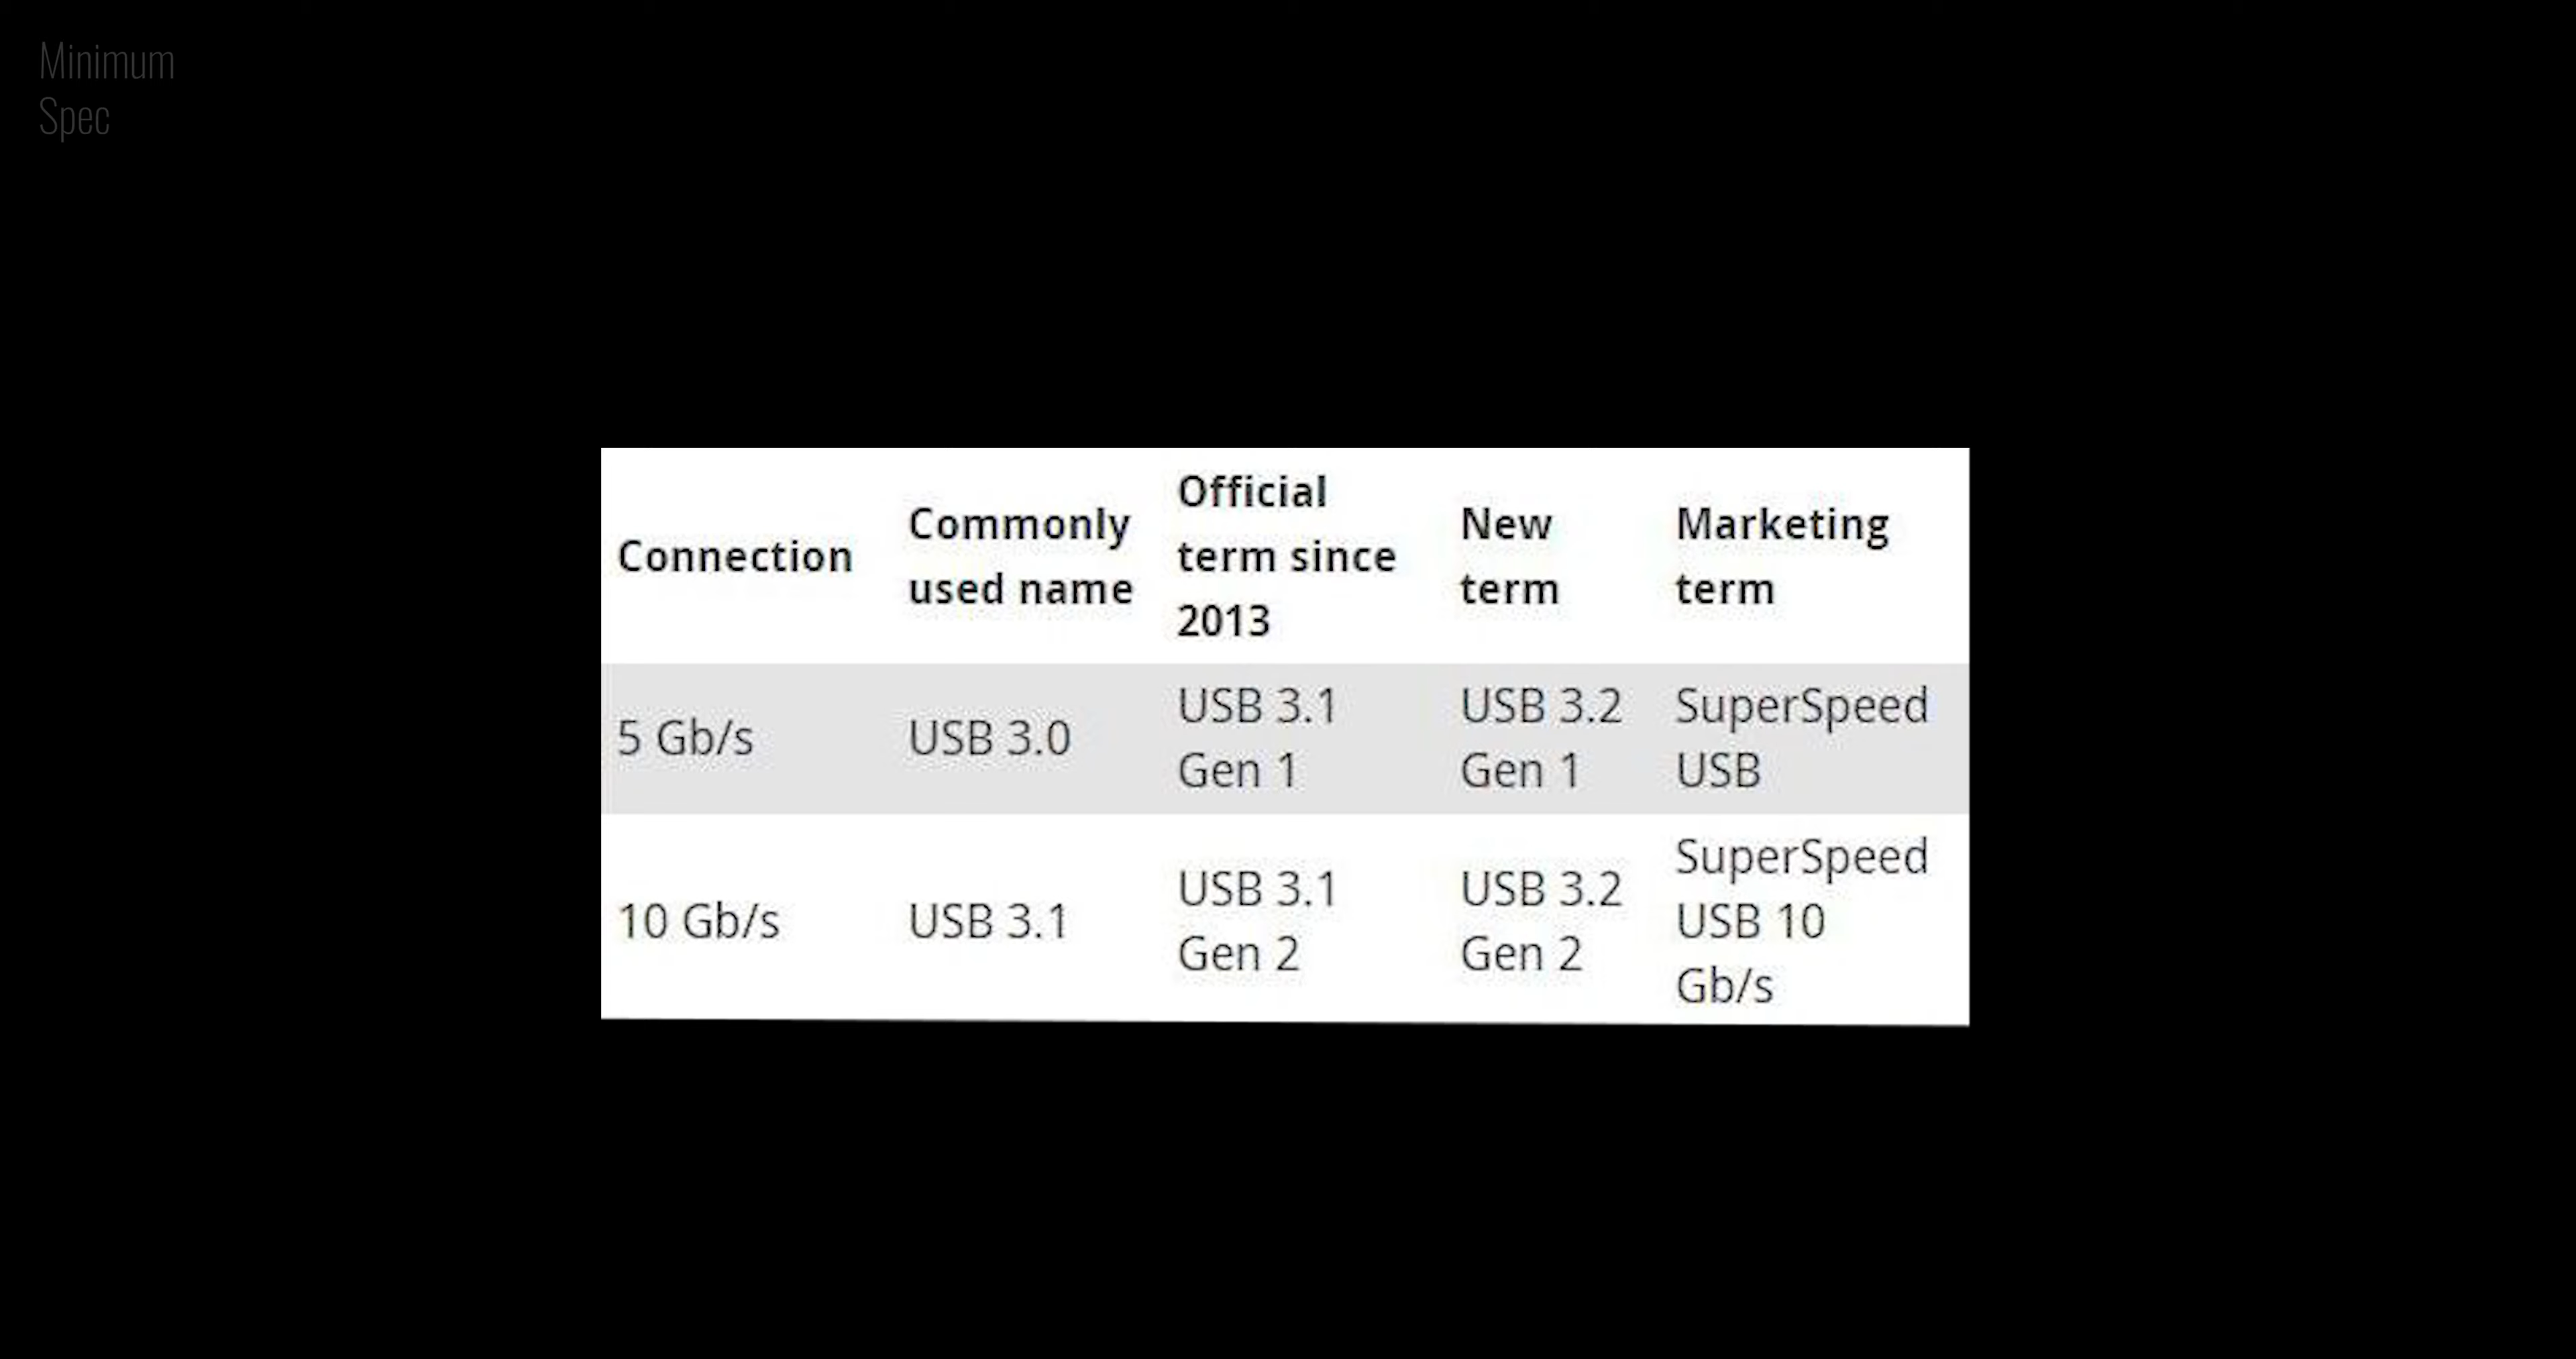 Minimum
Spec
Connection
Commonly
used name
Official
term since
2013
New
term
Marketing
term
5 Gb/s
USB 3.0
USB 3.1
Gen 1
USB 3.2
Gen 1
SuperSpeed
USB
10 Gb/s
USB 3.1
USB 3.1
Gen 2
USB 3.2
Gen 2
SuperSpeed
USB 10
Gb/s